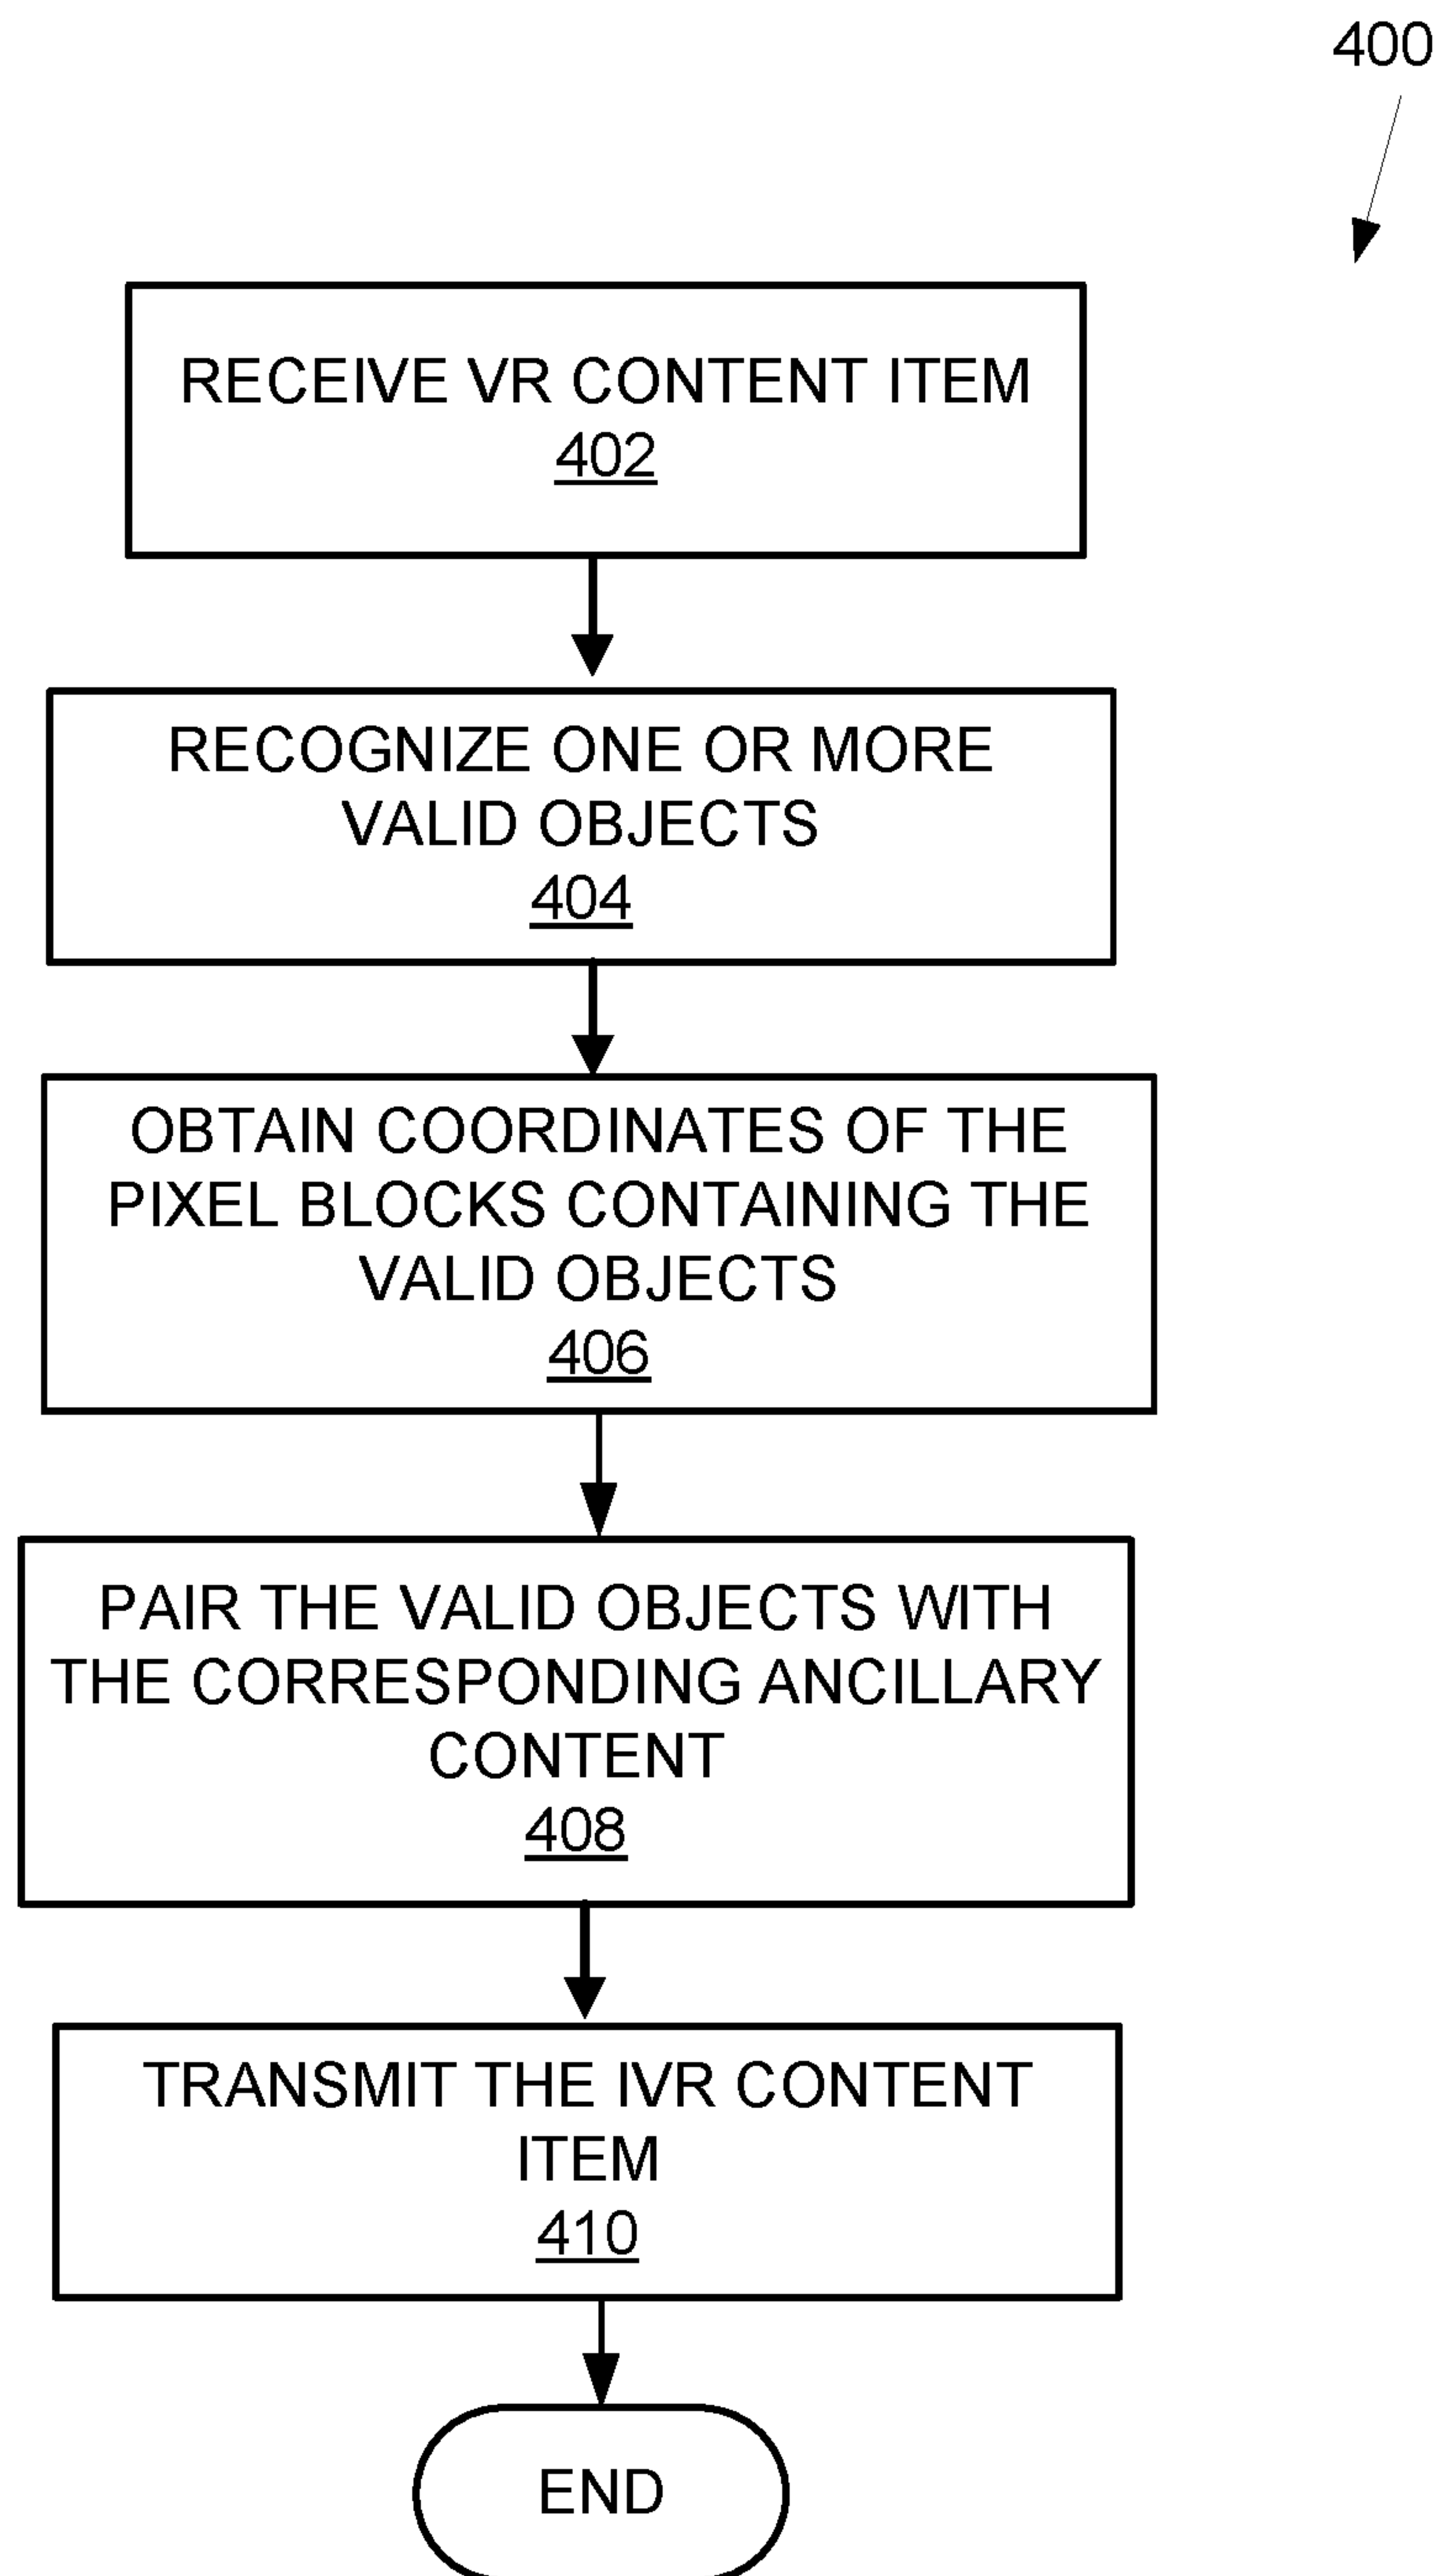 400
RECEIVE VR CONTENT ITEM
402
RECOGNIZE ONE OR MORE
VALID OBJECTS
404
OBTAIN COORDINATES OF THE
PIXEL BLOCKS CONTAINING THE
VALID OBJECTS
406
PAIR THE VALID OBJECTS WITH
THE CORRESPONDING ANCILLARY
CONTENT
408
TRANSMIT THE IVR CONTENT
ITEM
410
END